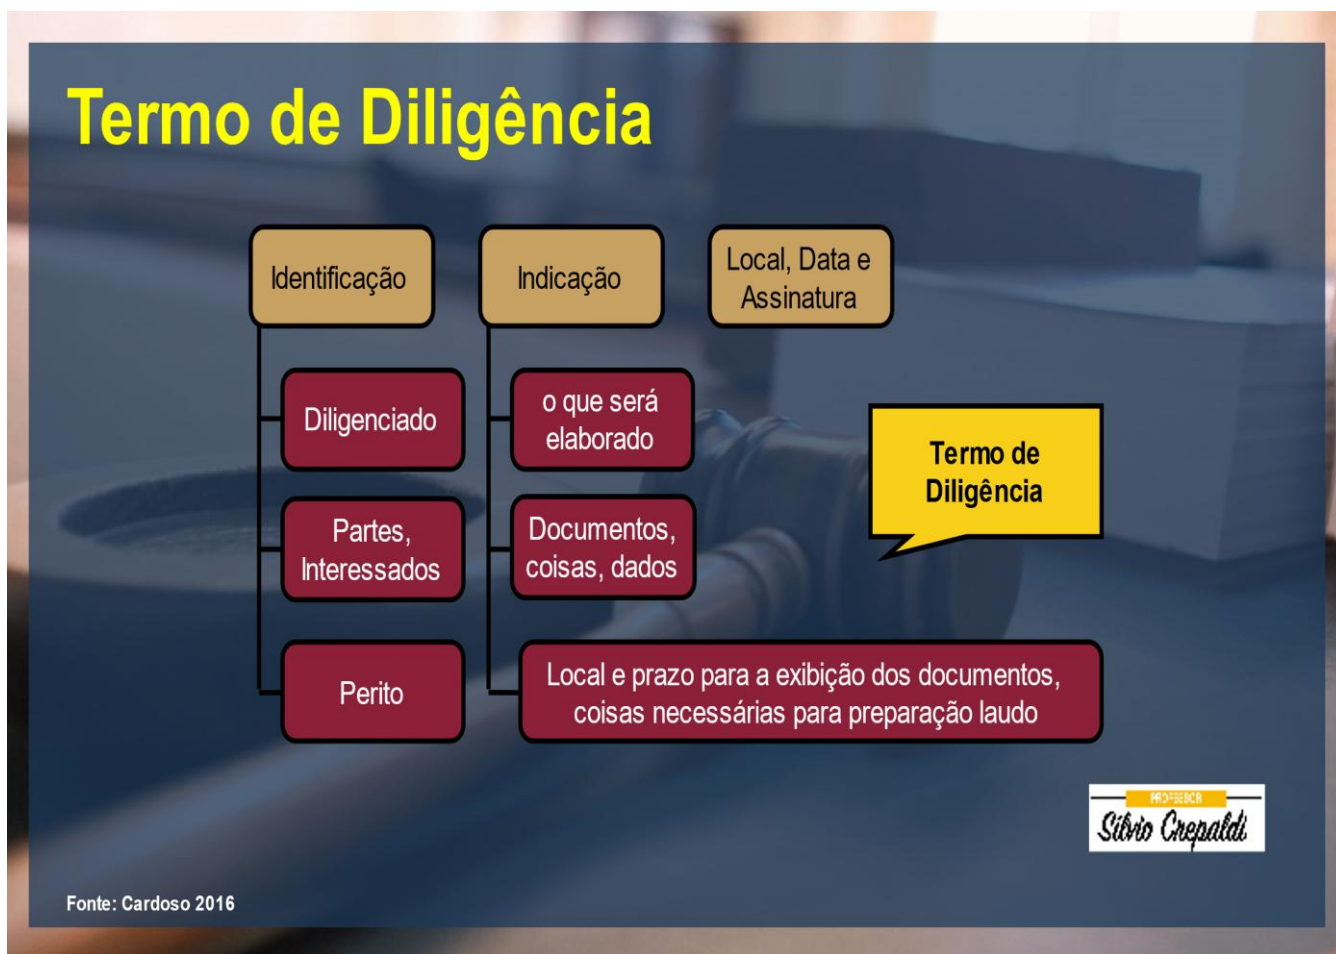 Termo de Diligência
Identificação
Diligenciado
Partes,
Interessados
Perito
Indicação
o que será
elaborado
Documentos,
coisas, dados
Local e prazo para a exibição dos documentos,
coisas necessárias para preparação laudo
Local, Data e
Assinatura
Termo de
Diligência
PROFESSOR
Silvio Crepaldi
Fonte: Cardoso 2016